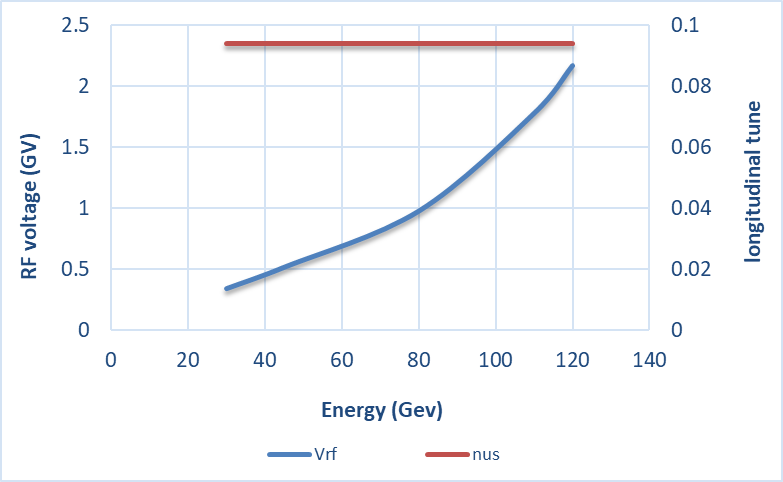 2.5
2
1.5
1
0.5
0
RF voltage (GV)
0.1
0.08
0.06
0.04
0.02
0
longitudinal tune
0 20 40 60 80 100 120 140
Energy (Gev)
Vrf nus